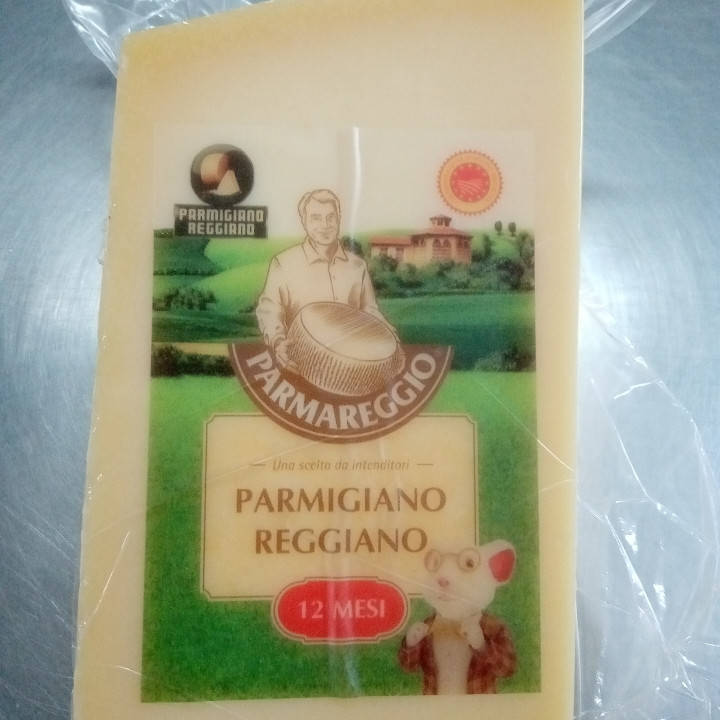 PARMIGIANO
REGGIANO
PARMAREGGIO
Una scelta da intenditori
PARMIGIANO
REGGIANO
12 MESI